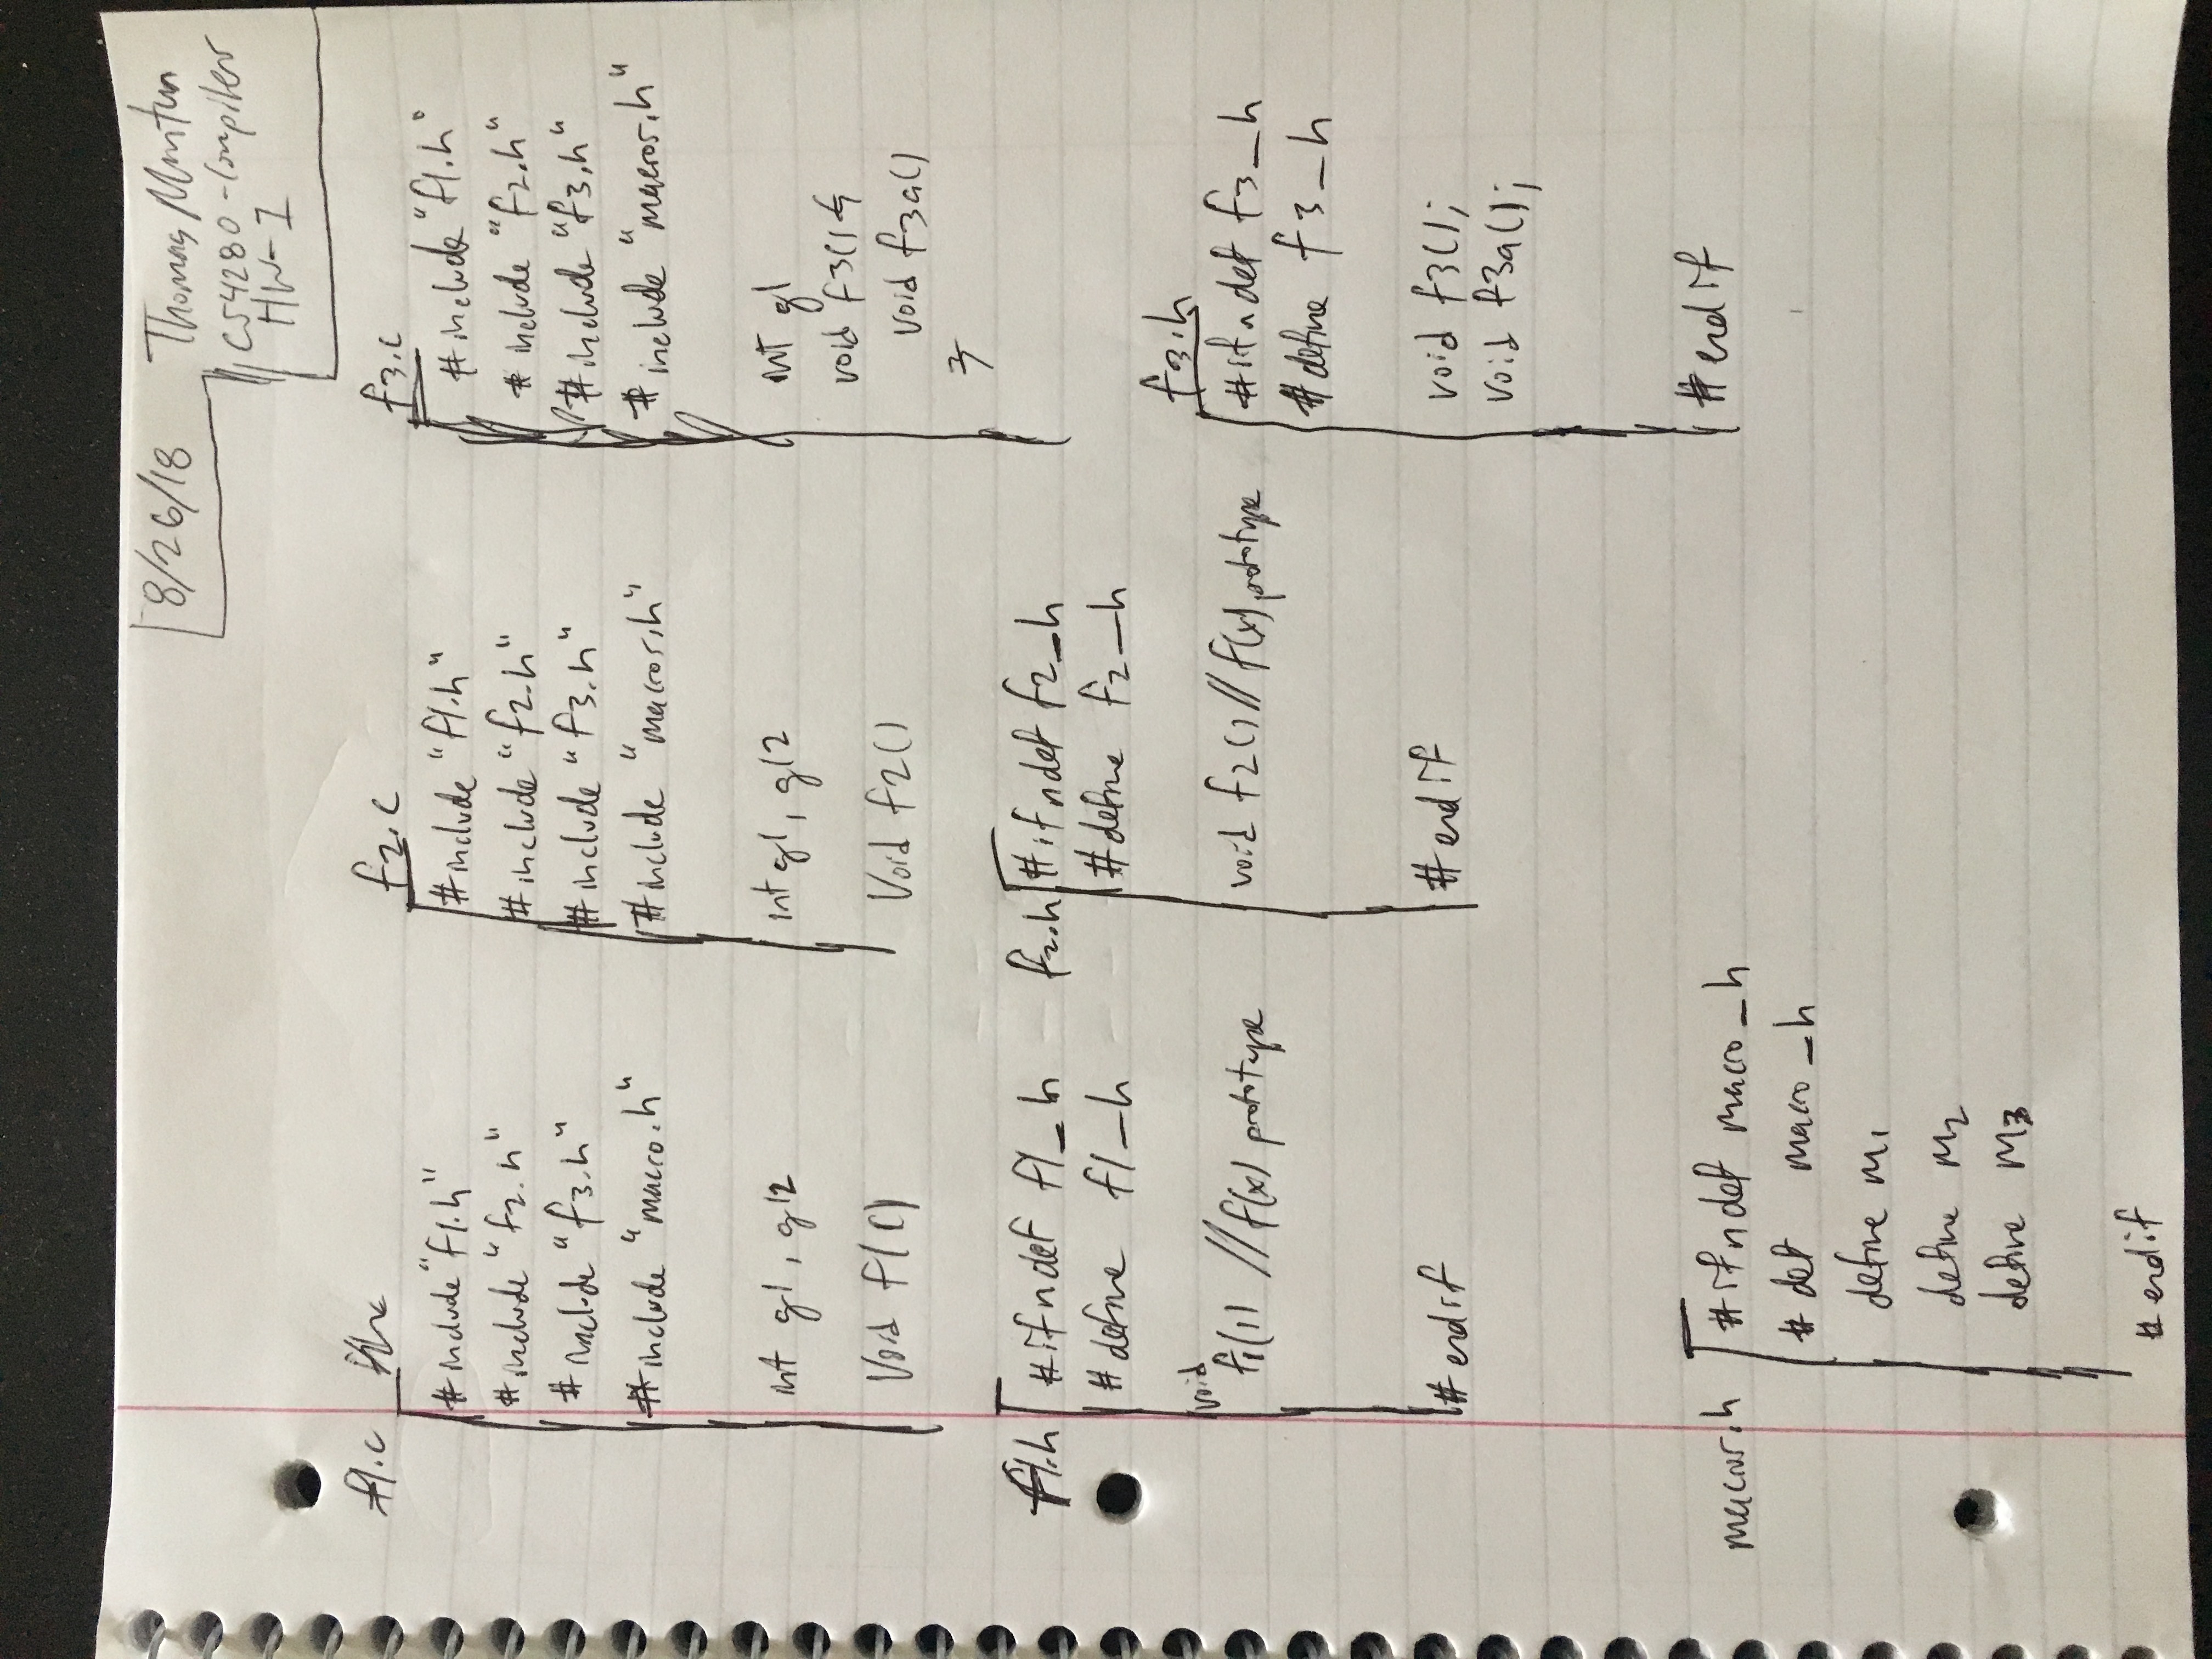 8/26/18
Thomas
CS4280 - Compilers
HW-1
f1.c
#include "f1.h"
#include "f2.h"
#include "f3.h"
#include "macro.h"
int g1, g12
Void f1()
f2.c
#include "f1.h"
#include "f2.h"
#include "f3.h"
#include "macros.h"
int g1, g12
Void f2()
f3.c
#include "f1.h"
#include "f2.h"
#include "f3.h"
#include "macros.h"
int g1
void f3(){
void f3a()
}
f1.h
#ifndef f1_h
#define f1_h
void
f1() //f(x) prototype
#endif
f2.h
#ifndef f2_h
#define f2_h
void f2() //f(x) prototype
#endif
f3.h
#ifndef f3_h
#define f3_h
void f3();
void f3a();
#endif
macros.h
#ifndef macro_h
#def macro_h
define m1
define m2
define m3
#endif